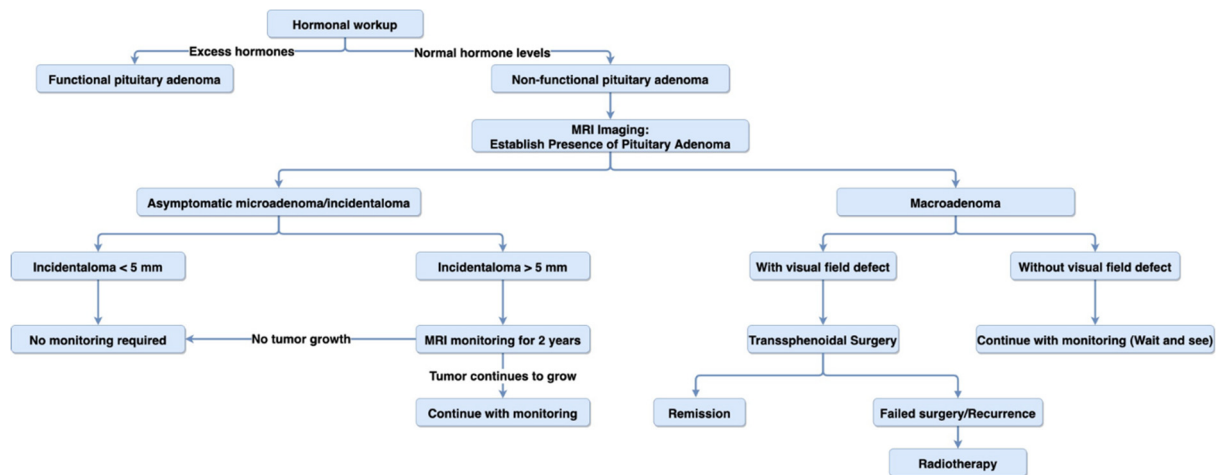 Hormonal workup
Excess hormones
Normal hormone levels
Functional pituitary adenoma
Non-functional pituitary adenoma
MRI Imaging:
Establish Presence of Pituitary Adenoma
Asymptomatic microadenoma/incidentaloma
Macroadenoma
Incidentaloma < 5 mm
Incidentaloma > 5 mm
With visual field defect
Without visual field defect
No monitoring required
No tumor growth
MRI monitoring for 2 years
Transsphenoidal Surgery
Continue with monitoring (Wait and see)
Tumor continues to grow
Continue with monitoring
Remission
Failed surgery/Recurrence
Radiotherapy